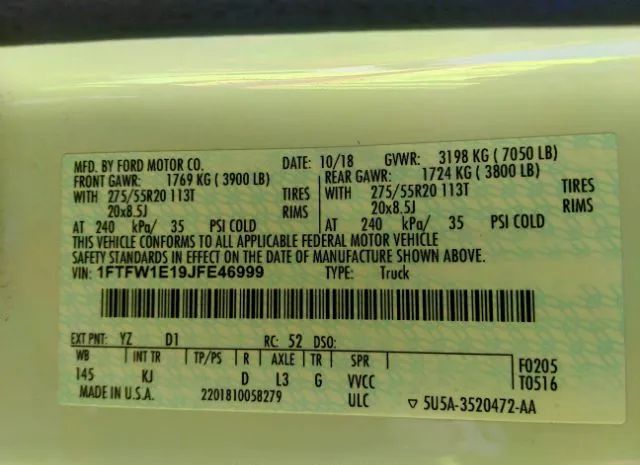 MFD. BY FORD MOTOR CO. DATE: 10/18 GVWR: 3198 KG ( 7050 LB)
FRONT GAWR: 1769 KG ( 3900 LB) REAR GAWR: 1724 KG ( 3800 LB)
WITH 275/55R20 113T TIRES WITH 275/55R20 113T TIRES
20x8.5J RIMS 20x8.5J RIMS
AT 240 kPa/ 35 PSI COLD AT 240 kPa/ 35 PSI COLD
THIS VEHICLE CONFORMS TO ALL APPLICABLE FEDERAL MOTOR VEHICLE
SAFETY STANDARDS IN EFFECT ON THE DATE OF MANUFACTURE SHOWN ABOVE.
VIN: 1FTFW1E19JFE46999 TYPE: Truck
EXT PNT: YZ D1 RC: 52 DSO:
WB INT TR TP/PS R AXLE TR SPR F0205
145 KJ D L3 G VVCC T0516
MADE IN U.S.A. 2201810058279 ULC ▽ 5U5A-3520472-AA